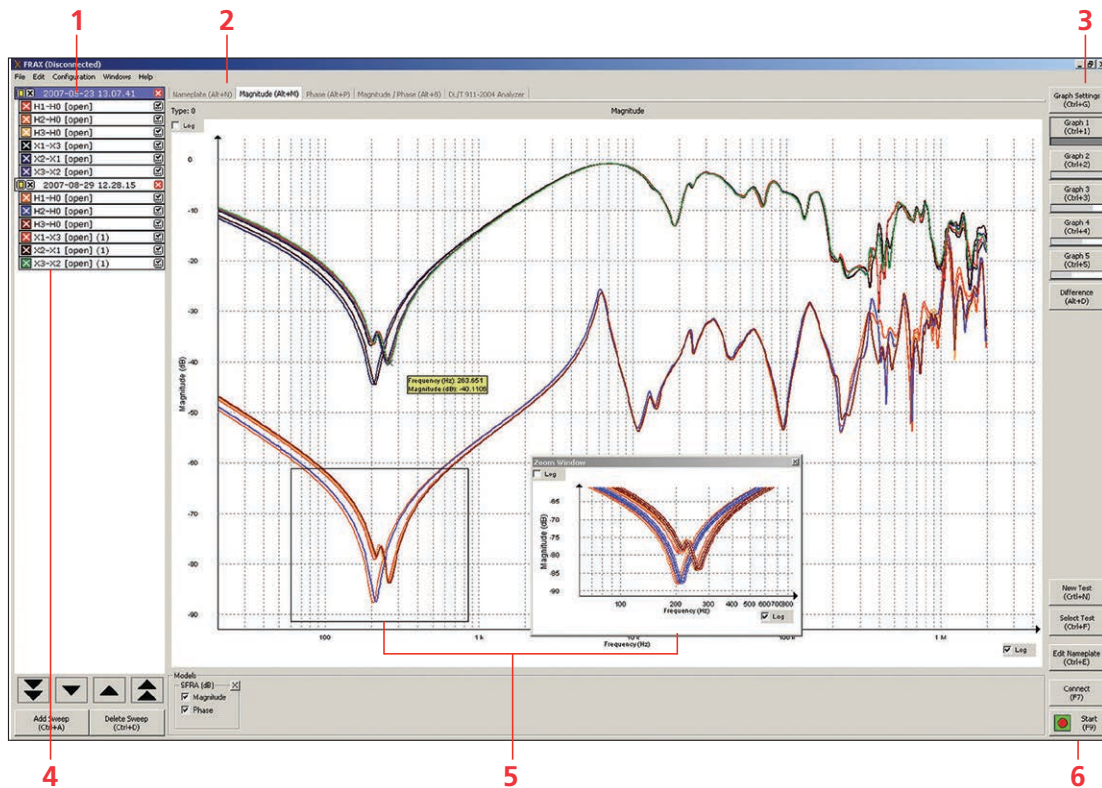 1
2
3
FRAX (Disconnected)
File Edit Configuration Windows Help
2007-05-23 13.07.41
H1-H0 [open]
H2-H0 [open]
H3-H0 [open]
X1-X3 [open]
X2-X1 [open]
X3-X2 [open]
2007-08-29 12.28.15
H1-H0 [open]
H2-H0 [open]
H3-H0 [open]
X1-X3 [open] (1)
X2-X1 [open] (1)
X3-X2 [open] (1)
Add Sweep
(Ctrl+A)
Delete Sweep
(Ctrl+D)
Nameplate (Alt+N) Magnitude (Alt+M) Phase (Alt+P) Magnitude / Phase (Alt+B) DL/T 911-2004 Analyzer
Type: 0
Magnitude
Log
0
-10
-20
-30
-40
-50
-60
-70
-80
-90
Magnitude (dB)
Frequency (Hz): 263.651
Magnitude (dB): -40.1105
Zoom Window
Log
-65
-70
-75
-80
-85
-90
Magnitude (dB)
100 200 300 400 500 600 700 800
Frequency (Hz)
Log
100 1 k 10 k 100 k 1 M
Frequency (Hz)
Log
Models
SFRA (dB)
Magnitude
Phase
Graph Settings
(Ctrl+G)
Graph 1
(Ctrl+1)
Graph 2
(Ctrl+2)
Graph 3
(Ctrl+3)
Graph 4
(Ctrl+4)
Graph 5
(Ctrl+5)
Difference
(Alt+D)
New Test
(Crtl+N)
Select Test
(Ctrl+F)
Edit Nameplate
(Ctrl+E)
Connect
(F7)
Start
(F9)
4
5
6